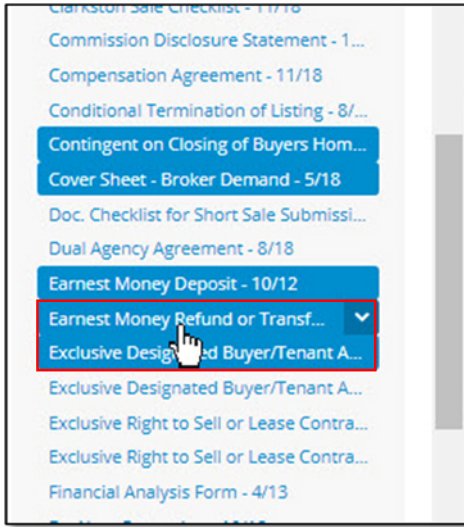 Clarkston Sale Checklist - 11/18
Commission Disclosure Statement - 1...
Compensation Agreement - 11/18
Conditional Termination of Listing - 8/...
Contingent on Closing of Buyers Hom...
Cover Sheet - Broker Demand - 5/18
Doc. Checklist for Short Sale Submissi...
Dual Agency Agreement - 8/18
Earnest Money Deposit - 10/12
Earnest Money Refund or Transf...
Exclusive Designated Buyer/Tenant A...
Exclusive Designated Buyer/Tenant A...
Exclusive Right to Sell or Lease Contra...
Exclusive Right to Sell or Lease Contra...
Financial Analysis Form - 4/13